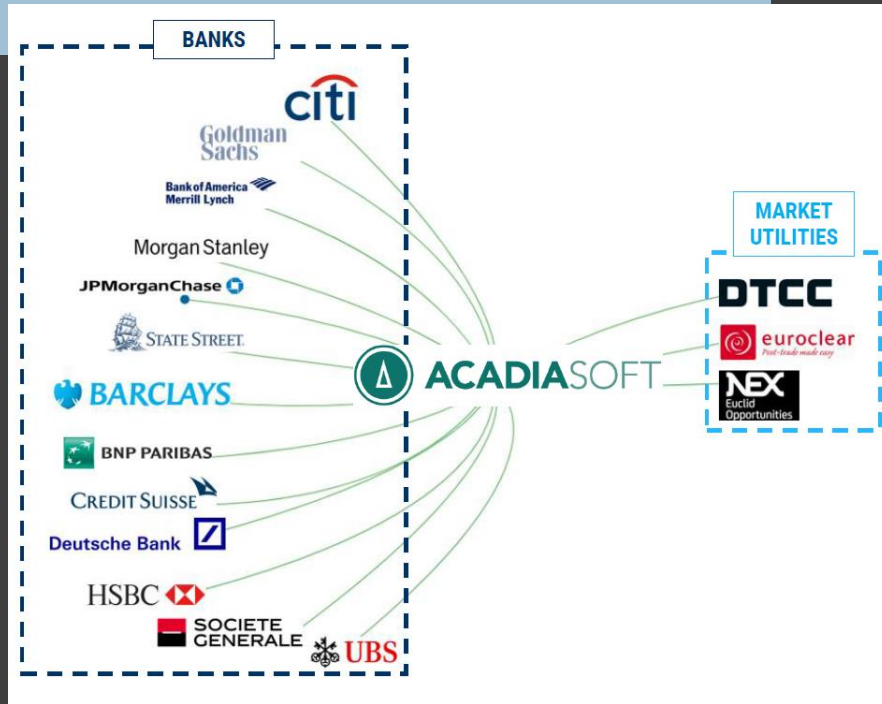 BANKS
citi
Goldman
Sachs
Bank of America
Merrill Lynch
Morgan Stanley
JPMorganChase
STATE STREET.
BARCLAYS
BNP PARIBAS
CREDIT SUISSE
Deutsche Bank
HSBC
SOCIETE
GENERALE
UBS
ACADIASOFT
MARKET
UTILITIES
DTCC
euroclear
Post-trade made easy
NEX
Euclid
Opportunities